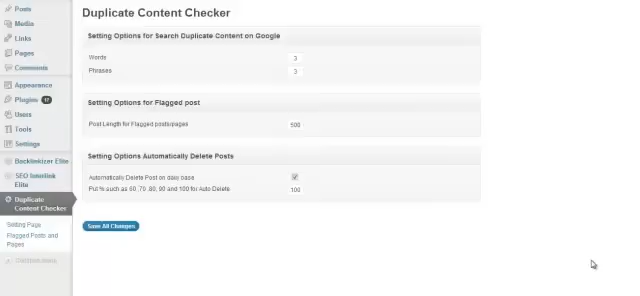 Posts
Media
Links
Pages
Comments
Appearance
Plugins 17
Users
Tools
Settings
Backlinkizer Elite
SEO Interlink
Elite
Duplicate
Content Checker
Setting Page
Flagged Posts and
Pages
Duplicate Content Checker
Setting Options for Search Duplicate Content on Google
Words 3
Phrases 3
Setting Options for Flagged post
Post Length for Flagged posts/pages 500
Setting Options Automatically Delete Posts
Automatically Delete Post on daily base
Put % such as 60 ,70 ,80, 90 and 100 for Auto Delete 100
Save All Changes